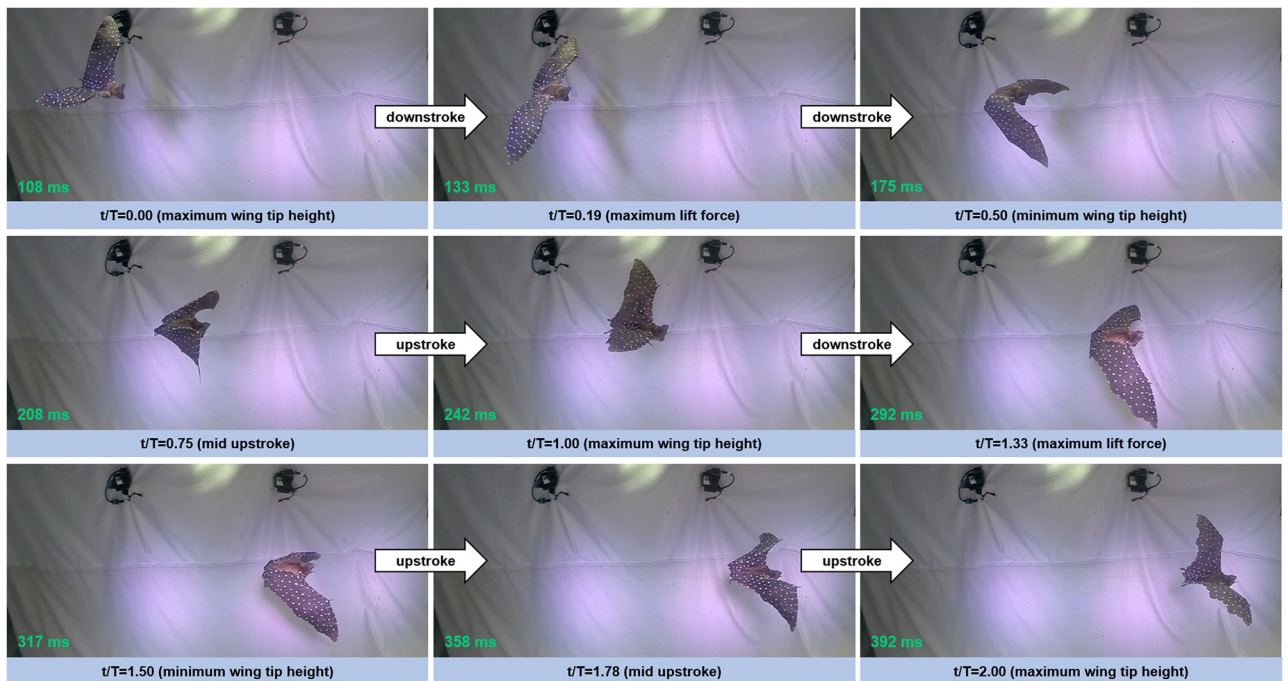 downstroke
downstroke
108 ms
133 ms
175 ms
t/T=0.00 (maximum wing tip height)
t/T=0.19 (maximum lift force)
t/T=0.50 (minimum wing tip height)
upstroke
downstroke
208 ms
242 ms
292 ms
t/T=0.75 (mid upstroke)
t/T=1.00 (maximum wing tip height)
t/T=1.33 (maximum lift force)
upstroke
upstroke
317 ms
358 ms
392 ms
t/T=1.50 (minimum wing tip height)
t/T=1.78 (mid upstroke)
t/T=2.00 (maximum wing tip height)